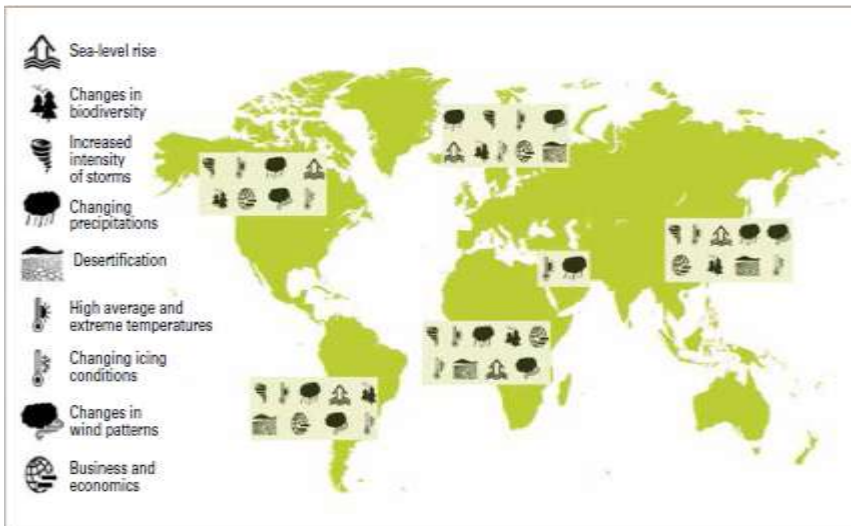 Sea-level rise
Changes in
biodiversity
Increased
intensity
of storms
Changing
precipitations
Desertification
High average and
extreme temperatures
Changing icing
conditions
Changes in
wind patterns
Business and
economics